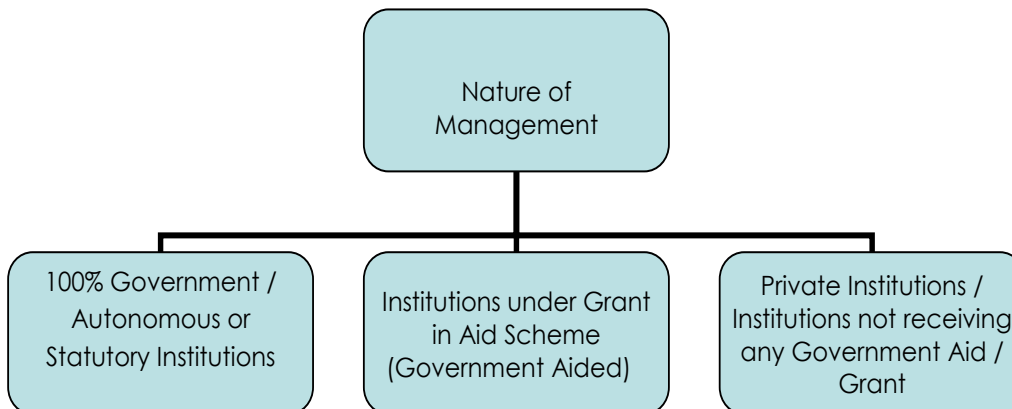 Nature of
Management
100% Government /
Autonomous or
Statutory Institutions
Institutions under Grant
in Aid Scheme
(Government Aided)
Private Institutions /
Institutions not receiving
any Government Aid /
Grant